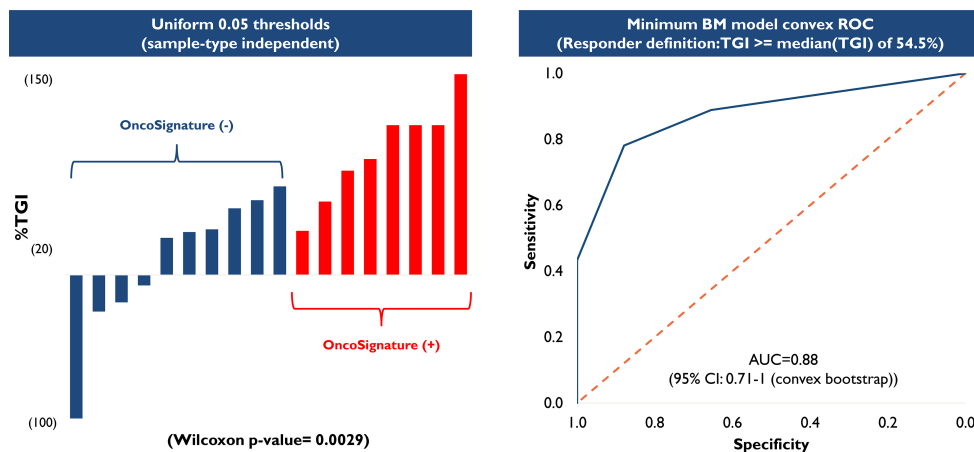 Uniform 0.05 thresholds
(sample-type independent)
(150)
OncoSignature (-)
%TGI
(20)
OncoSignature (+)
(100)
(Wilcoxon p-value= 0.0029)
Minimum BM model convex ROC
(Responder definition:TGI >= median(TGI) of 54.5%)
1.0
0.8
0.6
Sensitivity
0.4
0.2
0.0
AUC=0.88
(95% CI: 0.71-1 (convex bootstrap))
1.0 0.8 0.6 0.4 0.2 0.0
Specificity